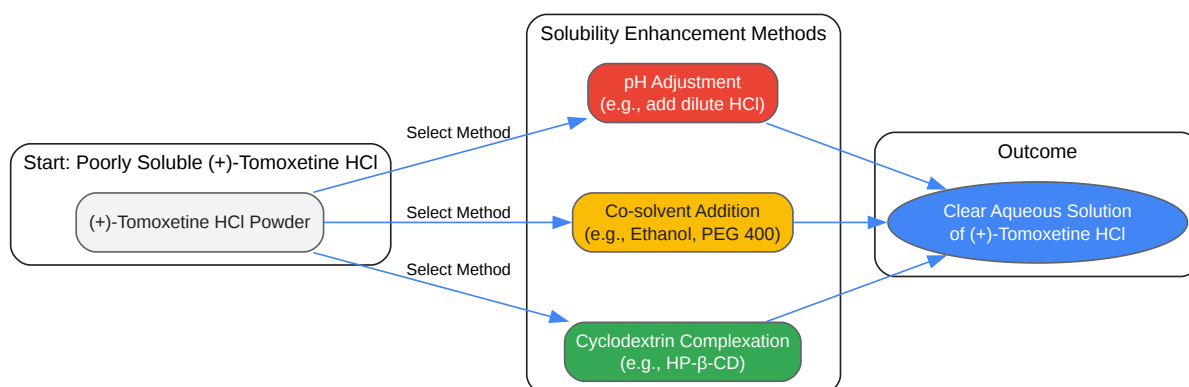 Solubility Enhancement Methods
pH Adjustment
(e.g., add dilute HCl)
Select Method
Start: Poorly Soluble (+)-Tomoxetine HCl
Outcome
(+)-Tomoxetine HCl Powder
Select Method
Co-solvent Addition
(e.g., Ethanol, PEG 400)
Clear Aqueous Solution
of (+)-Tomoxetine HCl
Select Method
Cyclodextrin Complexation
(e.g., HP-β-CD)